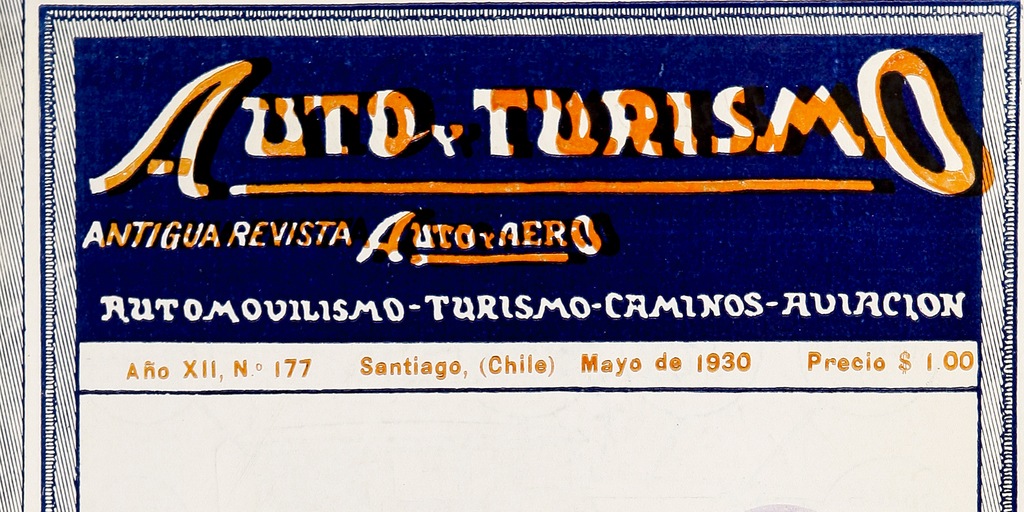 AUTO Y TURISMO
ANTIGUA REVISTA AUTO Y AERO
AUTOMOVILISMO-TURISMO-CAMINOS-AVIACION
Año XII, N.º 177 Santiago, (Chile) Mayo de 1930 Precio $ 1.00